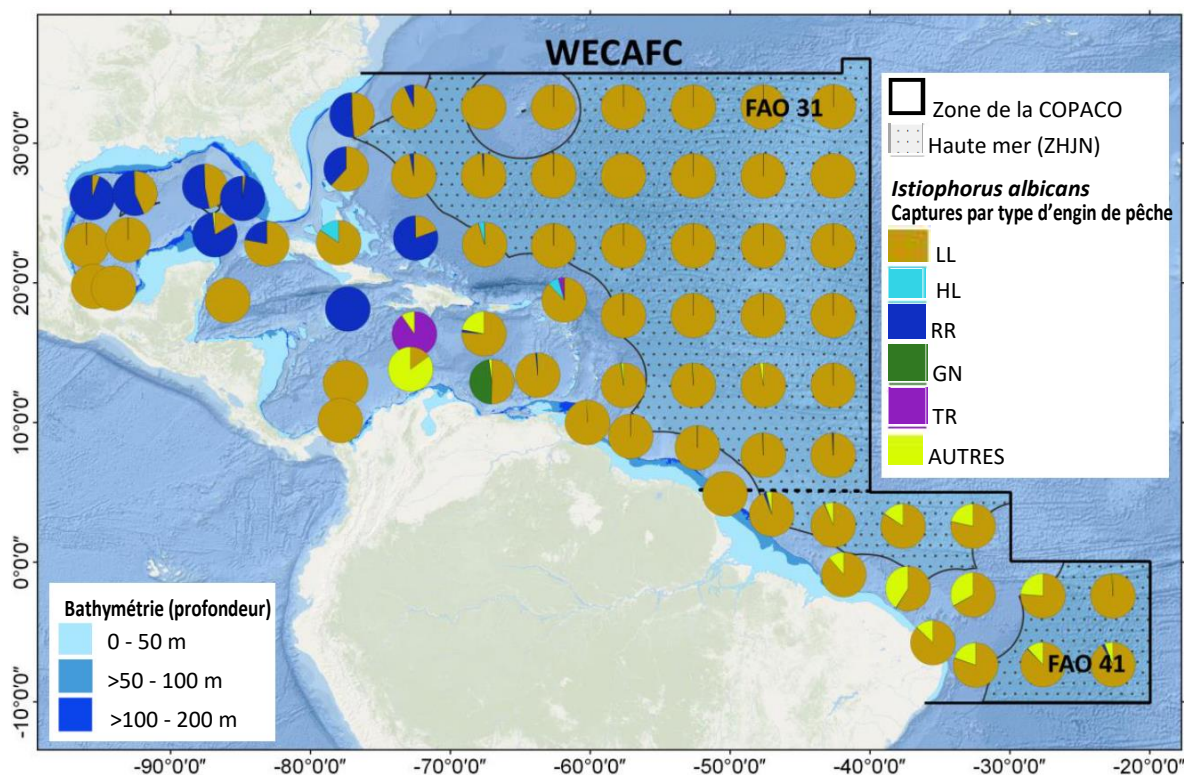 WECAFC
FAO 31
Zone de la COPACO
Haute mer (ZHJN)
Istiophorus albicans
Captures par type d’engin de pêche
LL
HL
RR
GN
TR
AUTRES
30°0'0"
20°0'0"
10°0'0"
0°0'0"
-10°0'0"
FAO 41
Bathymétrie (profondeur)
0 - 50 m
>50 - 100 m
>100 - 200 m
-90°0'0"
-80°0'0"
-70°0'0"
-60°0'0"
-50°0'0"
-40°0'0"
-30°0'0"
-20°0'0"